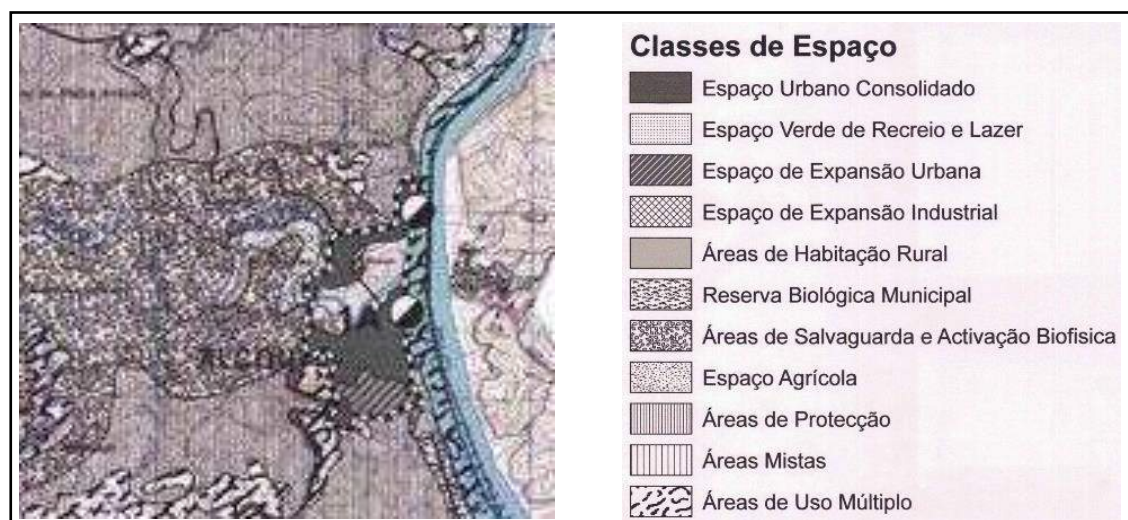 Classes de Espaço
Espaço Urbano Consolidado
Espaço Verde de Recreio e Lazer
Espaço de Expansão Urbana
Espaço de Expansão Industrial
Áreas de Habitação Rural
Reserva Biológica Municipal
Áreas de Salvaguarda e Activação Biofisica
Espaço Agrícola
Áreas de Protecção
Áreas Mistas
Áreas de Uso Múltiplo